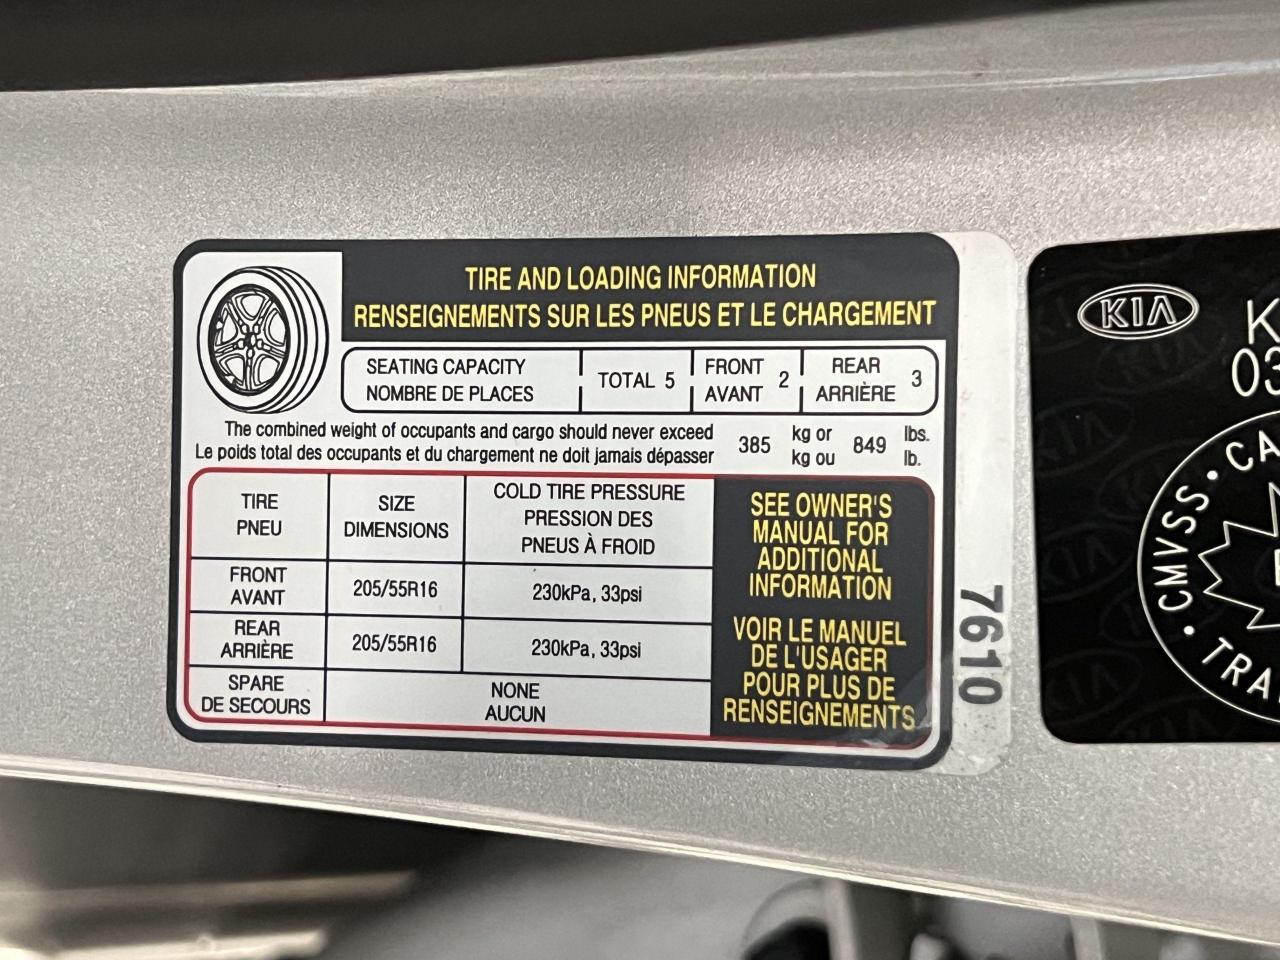 TIRE AND LOADING INFORMATION
RENSEIGNEMENTS SUR LES PNEUS ET LE CHARGEMENT
SEATING CAPACITY
NOMBRE DE PLACES
TOTAL 5
FRONT
AVANT
2
REAR
ARRIÈRE
3
The combined weight of occupants and cargo should never exceed
Le poids total des occupants et du chargement ne doit jamais dépasser
385
kg or
kg ou
849
lbs.
lb.
TIRE
PNEU
SIZE
DIMENSIONS
COLD TIRE PRESSURE
PRESSION DES
PNEUS À FROID
FRONT
AVANT
205/55R16
230kPa, 33psi
REAR
ARRIÈRE
205/55R16
230kPa, 33psi
SPARE
DE SECOURS
NONE
AUCUN
SEE OWNER'S
MANUAL FOR
ADDITIONAL
INFORMATION
VOIR LE MANUEL
DE L'USAGER
POUR PLUS DE
RENSEIGNEMENTS
7610
KIA
K
03
CMVSS • CA
• TRA